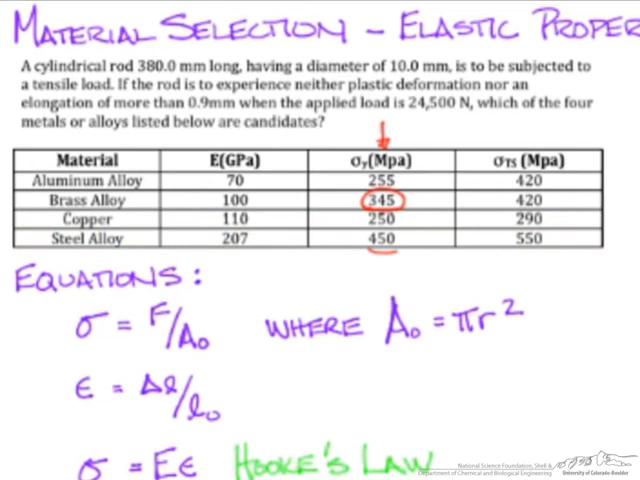 MATERIAL SELECTION – ELASTIC PROPER
A cylindrical rod 380.0 mm long, having a diameter of 10.0 mm, is to be subjected to
a tensile load. If the rod is to experience neither plastic deformation nor an
elongation of more than 0.9mm when the applied load is 24,500 N, which of the four
metals or alloys listed below are candidates?
Material E(GPa) σy(Mpa) σTS (Mpa)
Aluminum Alloy 70 255 420
Brass Alloy 100 345 420
Copper 110 250 290
Steel Alloy 207 450 550
EQUATIONS:
σ = F/A₀ WHERE A₀ = πr²
ϵ = Δl/l₀
σ = Eϵ HOOKE'S LAW
National Science Foundation, Shell &
Department of Chemical and Biological Engineering
University of Colorado Boulder